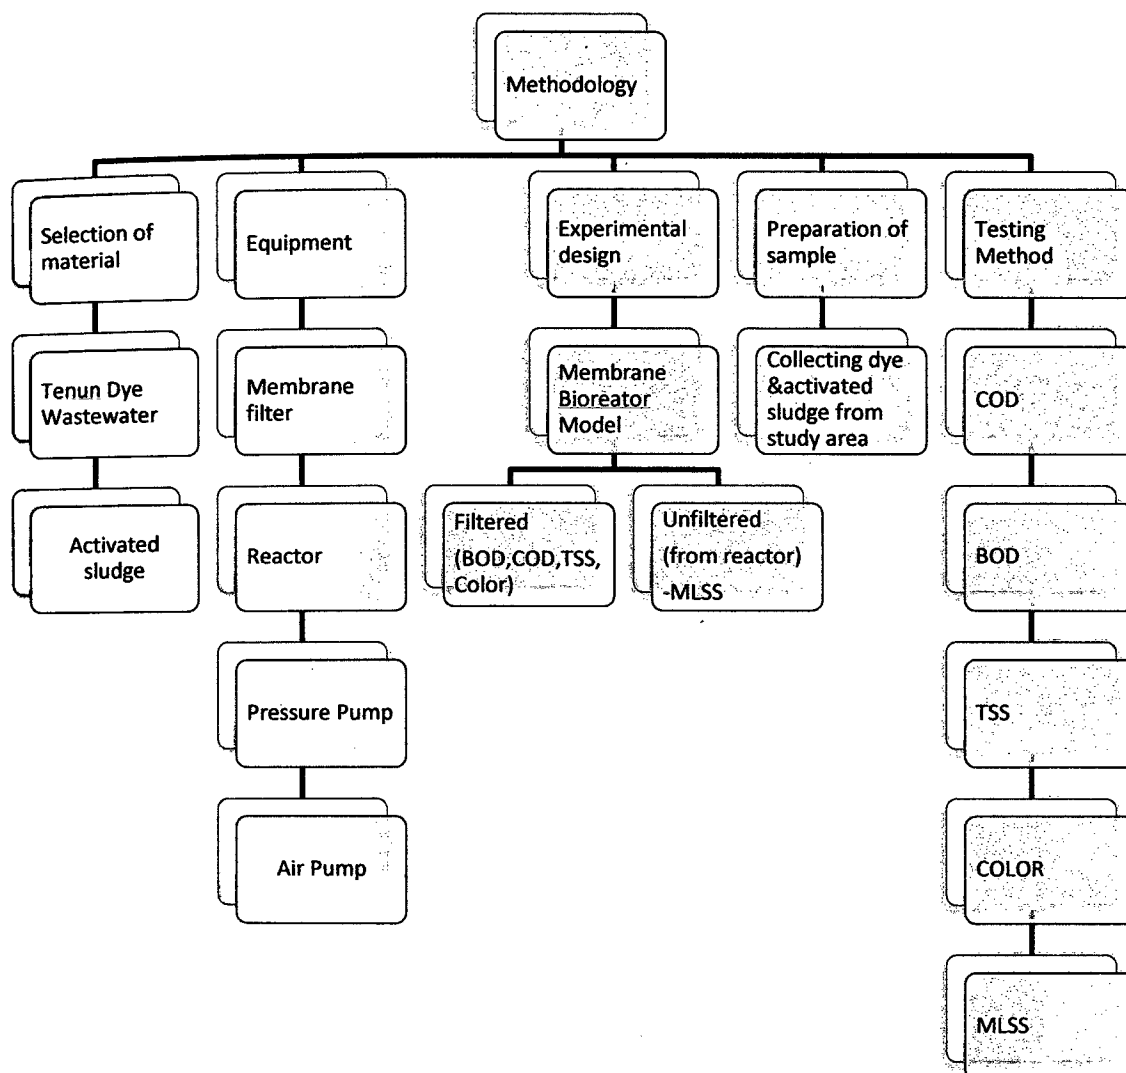 Methodology
Selection of
material
Equipment
Experimental
design
Preparation of
sample
Testing
Method
Tenun Dye
Wastewater
Membrane
filter
Membrane
Bioreator
Model
Collecting dye
&activated
sludge from
study area
COD
Activated
sludge
Reactor
Filtered
(BOD,COD,TSS,
Color)
Unfiltered
(from reactor)
-MLSS
BOD
Pressure Pump
TSS
Air Pump
COLOR
MLSS